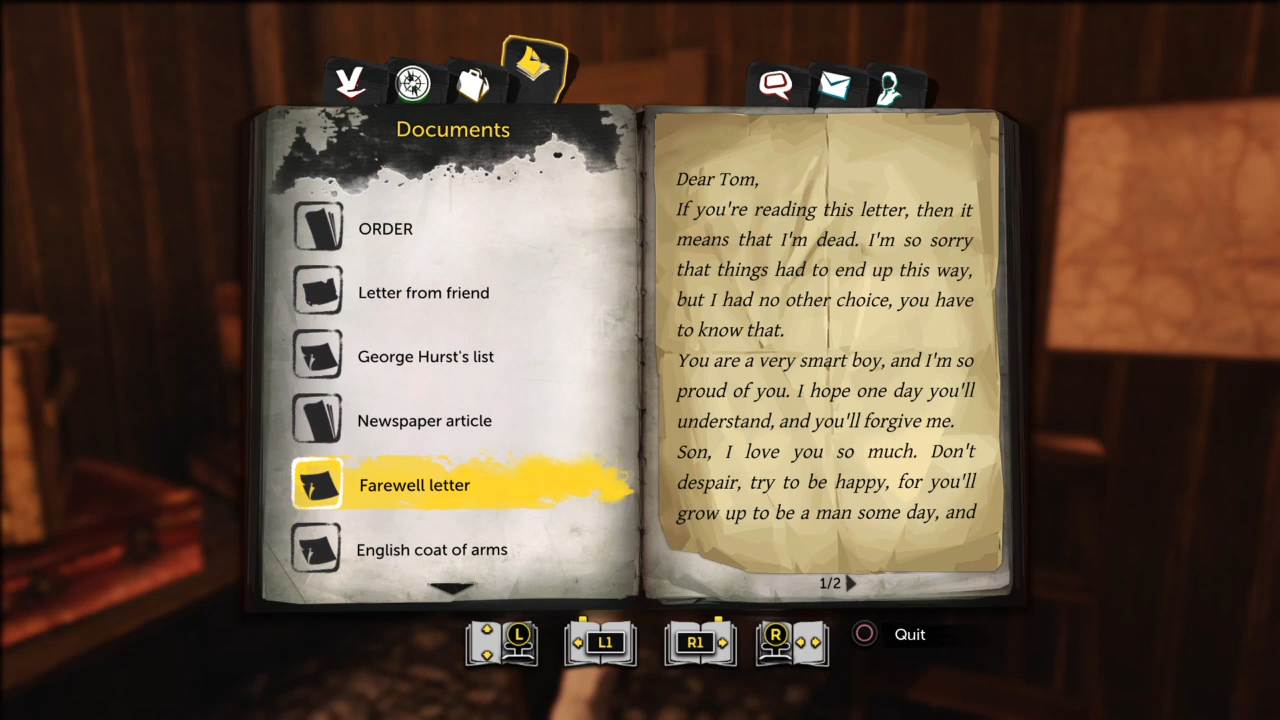 Documents
ORDER
Letter from friend
George Hurst's list
Newspaper article
Farewell letter
English coat of arms
Dear Tom,
If you're reading this letter, then it
means that I'm dead. I'm so sorry
that things had to end up this way,
but I had no other choice, you have
to know that.
You are a very smart boy, and I'm so
proud of you. I hope one day you'll
understand, and you'll forgive me.
Son, I love you so much. Don't
despair, try to be happy, for you'll
grow up to be a man some day, and
1/2
L
L1
R1
R
Quit